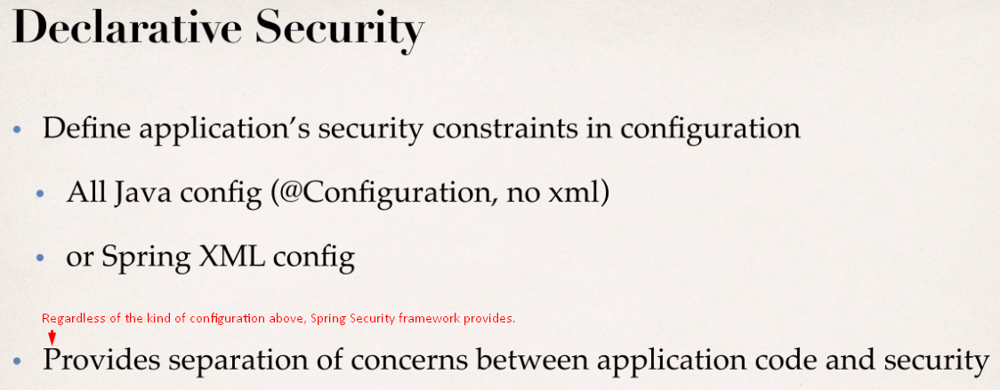 Declarative Security
• Define application’s security constraints in configuration
• All Java config (@Configuration, no xml)
• or Spring XML config
Regardless of the kind of configuration above, Spring Security framework provides.
• Provides separation of concerns between application code and security